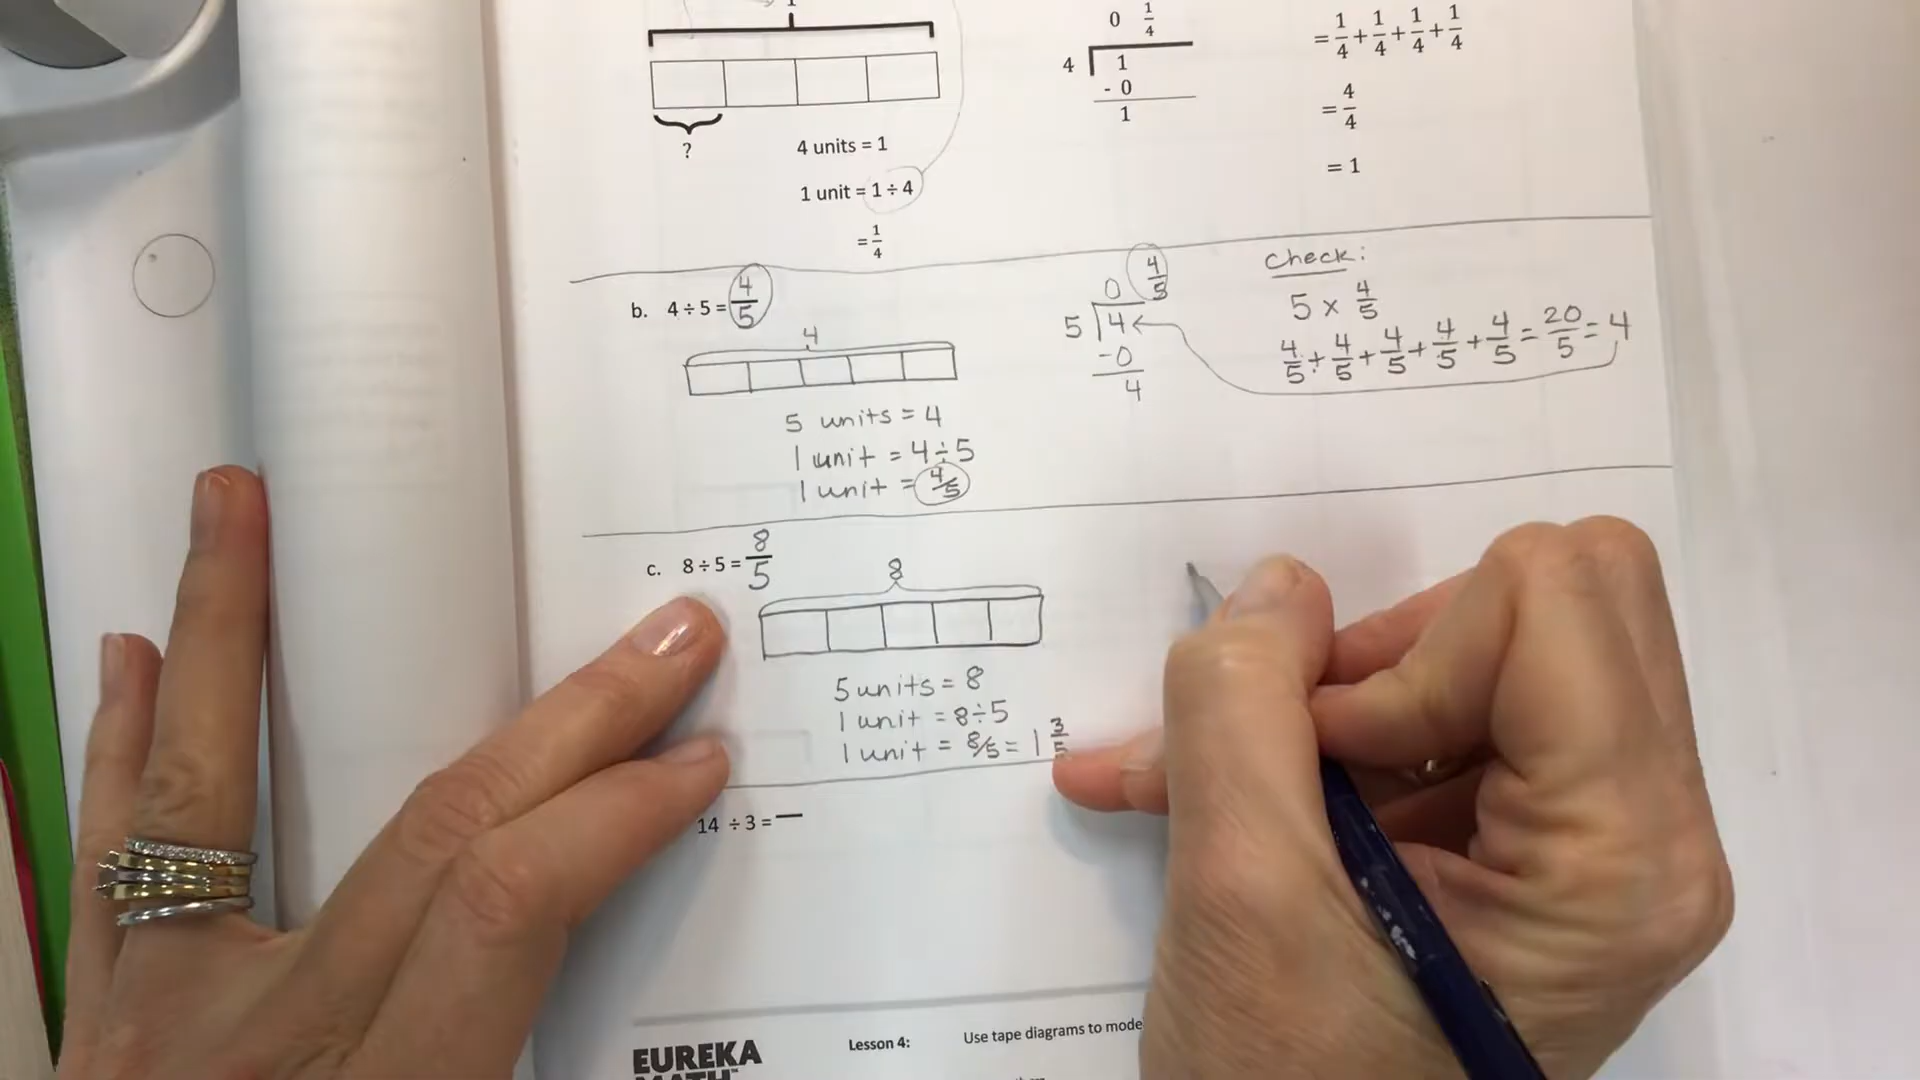 1
0 1/4
4 1
- 0
1
= 1/4 + 1/4 + 1/4 + 1/4
= 4/4
= 1
?
4 units = 1
1 unit = 1 ÷ 4
= 1/4
b. 4 ÷ 5 = 4/5
4
5 units = 4
1 unit = 4 ÷ 5
1 unit = 4/5
0 4/5
5 4
-0
4
check:
5 x 4/5
4/5 + 4/5 + 4/5 + 4/5 + 4/5 = 20/5 = 4
c. 8 ÷ 5 = 8/5
8
5 units = 8
1 unit = 8 ÷ 5
1 unit = 8/5 = 1 3/5
14 ÷ 3 =
EUREKA
MATH™
Lesson 4:
Use tape diagrams to mode